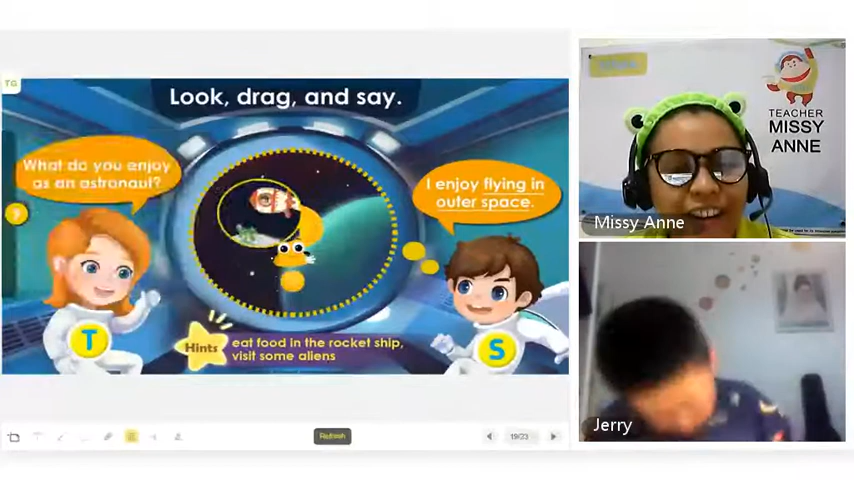 TG
Look, drag, and say.
What do you enjoy
as an astronaut?
I enjoy flying in
outer space.
T
S
Hints
eat food in the rocket ship,
visit some aliens
Refresh
19/23
TEACHER
MISSY
ANNE
Missy Anne
Jerry